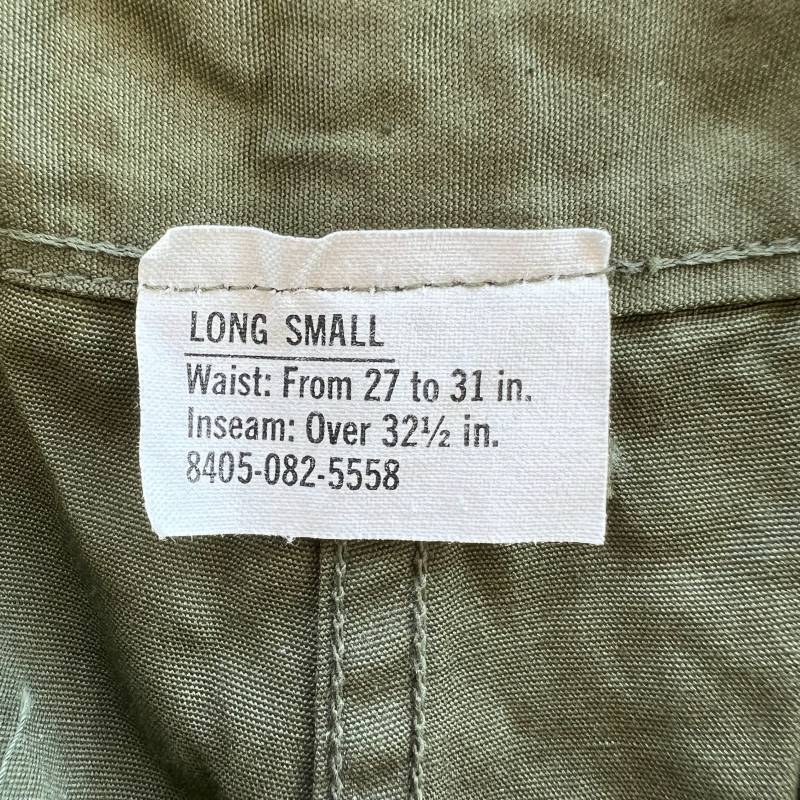 LONG SMALL
Waist: From 27 to 31 in.
Inseam: Over 32½ in.
8405-082-5558